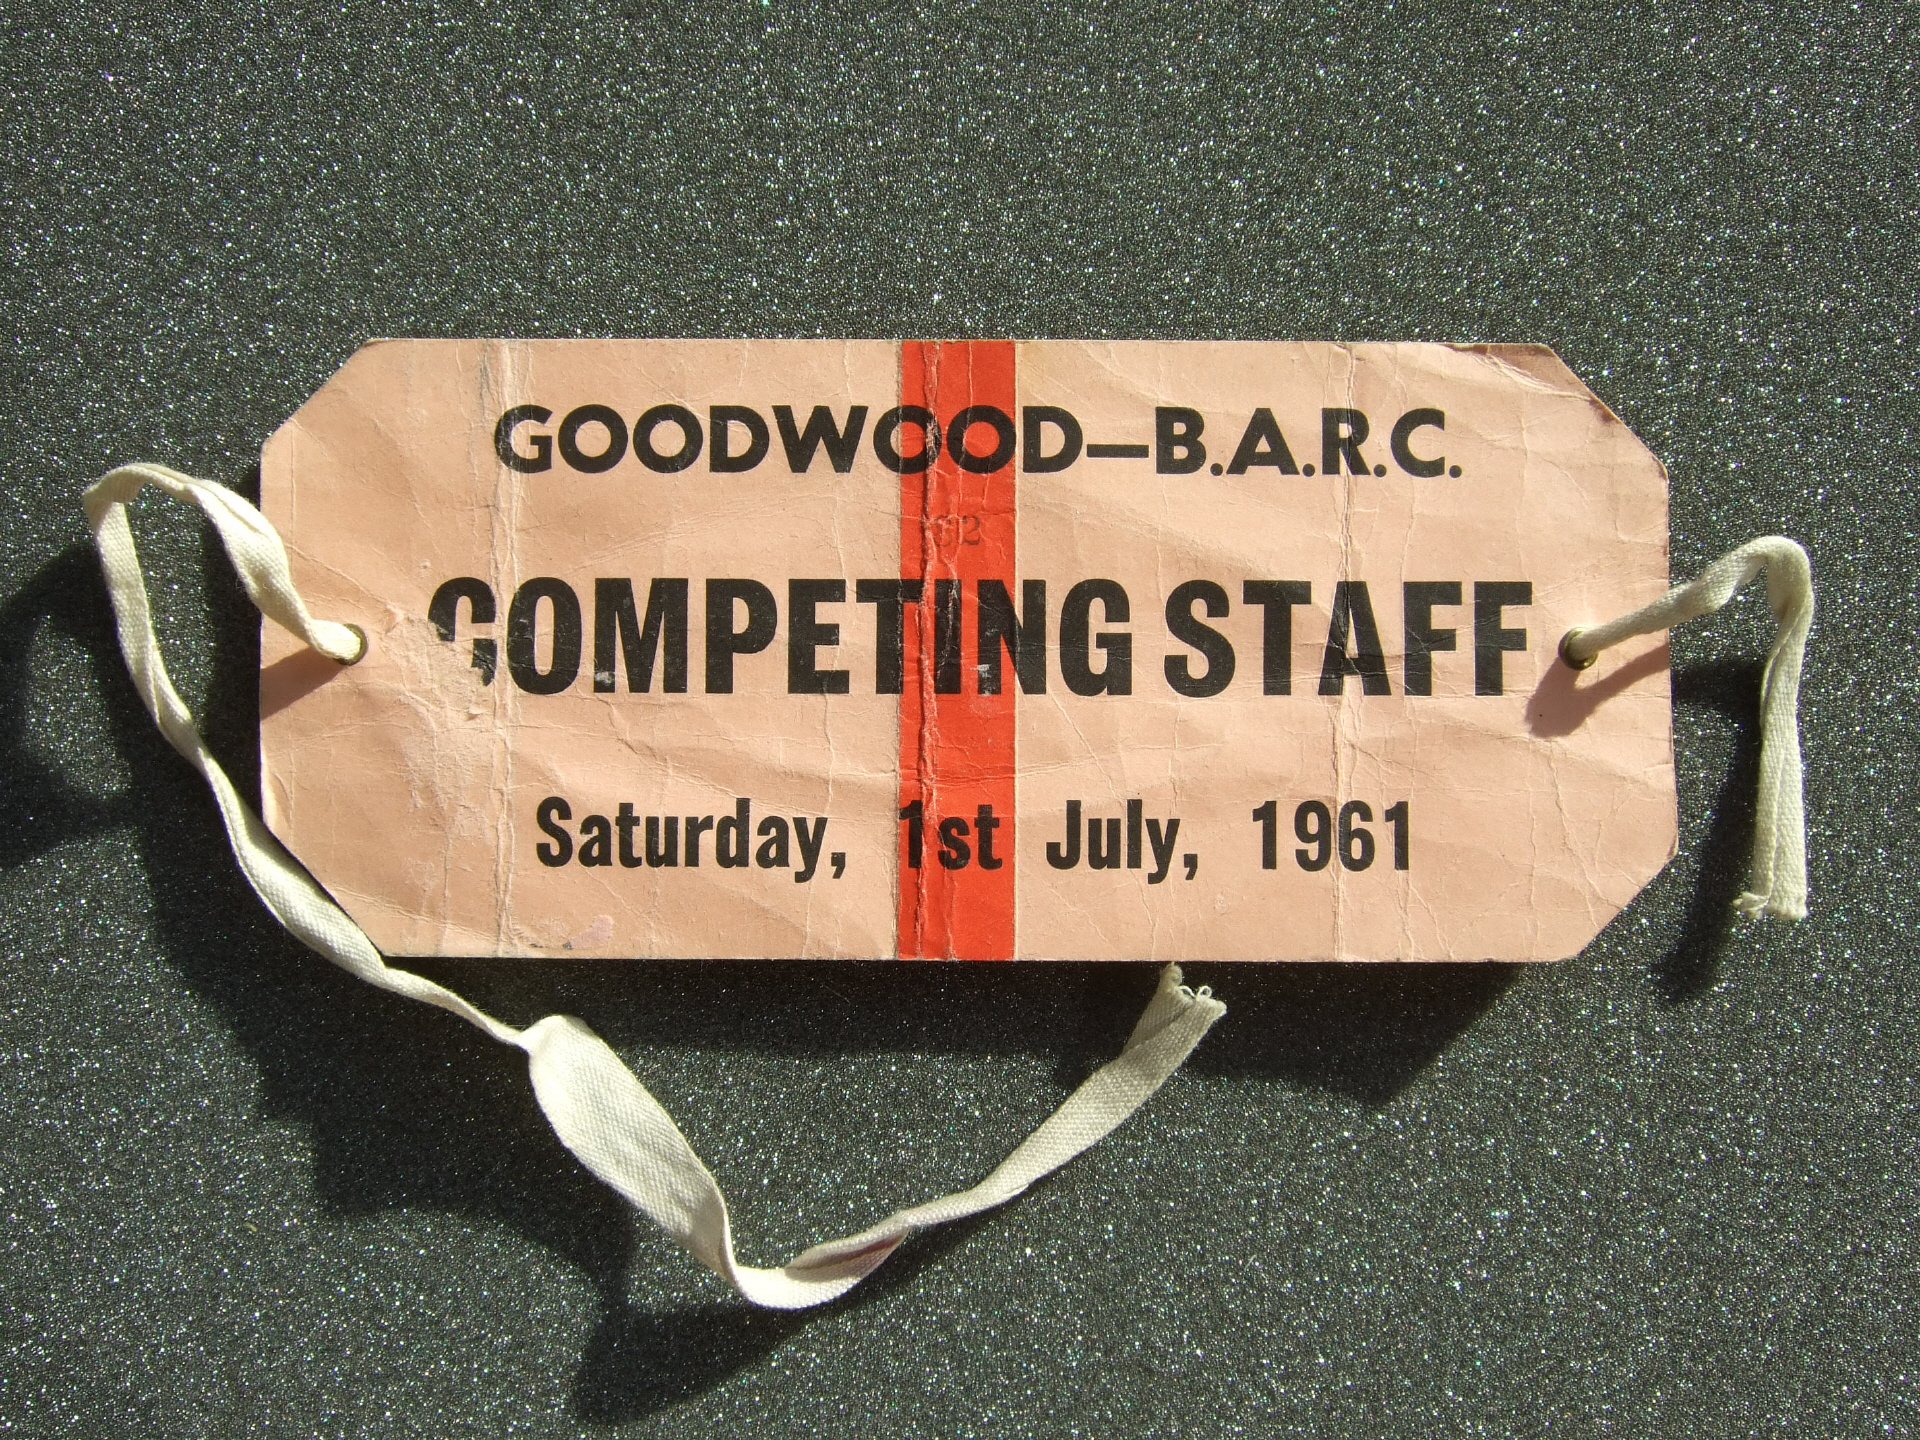 GOODWOOD—B.A.R.C.
COMPETING STAFF
Saturday, 1st July, 1961